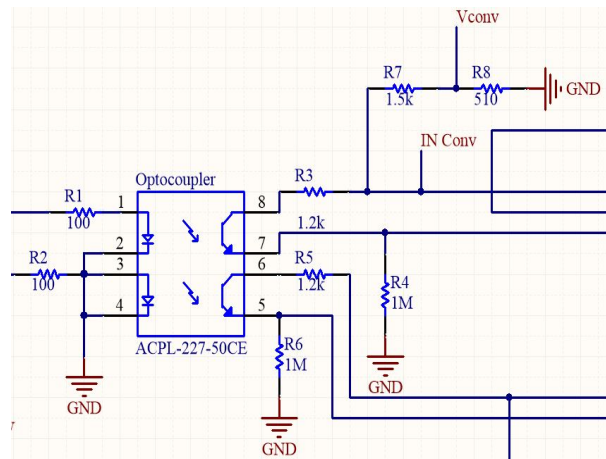 Vconv
R7
R8
1.5k
510
GND
IN Conv
Optocoupler
R1
1
8
R3
100
1.2k
2
7
R2
3
6
R5
100
1.2k
R4
4
5
1M
R6
ACPL-227-50CE
1M
GND
GND
GND